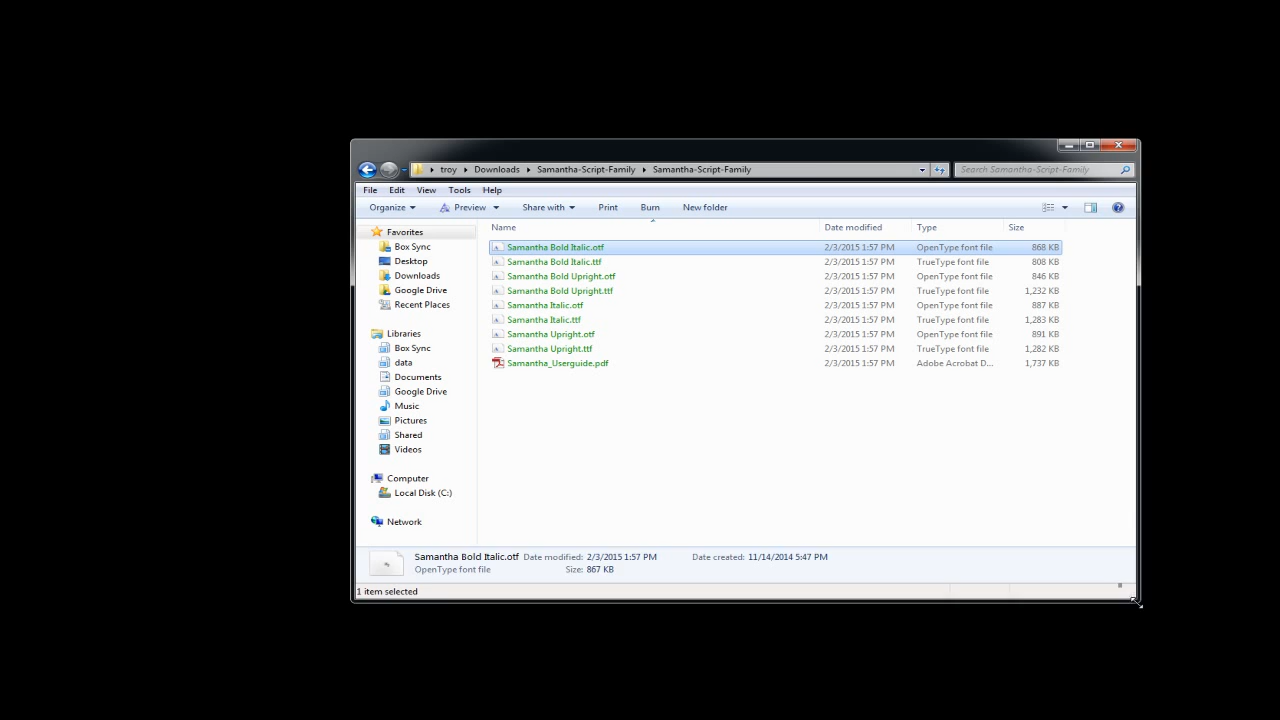 troy Downloads Samantha-Script-Family Samantha-Script-Family Search Samantha-Script-Family
File Edit View Tools Help
Organize Preview Share with Print Burn New folder
Name Date modified Type Size
Favorites
Box Sync
Desktop
Downloads
Google Drive
Recent Places
Libraries
Box Sync
data
Documents
Google Drive
Music
Pictures
Shared
Videos
Computer
Local Disk (C:)
Network
Samantha Bold Italic.otf 2/3/2015 1:57 PM OpenType font file 868 KB
Samantha Bold Italic.ttf 2/3/2015 1:57 PM TrueType font file 808 KB
Samantha Bold Upright.otf 2/3/2015 1:57 PM OpenType font file 846 KB
Samantha Bold Upright.ttf 2/3/2015 1:57 PM TrueType font file 1,232 KB
Samantha Italic.otf 2/3/2015 1:57 PM OpenType font file 887 KB
Samantha Italic.ttf 2/3/2015 1:57 PM TrueType font file 1,283 KB
Samantha Upright.otf 2/3/2015 1:57 PM OpenType font file 891 KB
Samantha Upright.ttf 2/3/2015 1:57 PM TrueType font file 1,282 KB
Samantha_Userguide.pdf 2/3/2015 1:57 PM Adobe Acrobat D... 1,737 KB
Samantha Bold Italic.otf Date modified: 2/3/2015 1:57 PM Date created: 11/14/2014 5:47 PM
OpenType font file Size: 867 KB
1 item selected